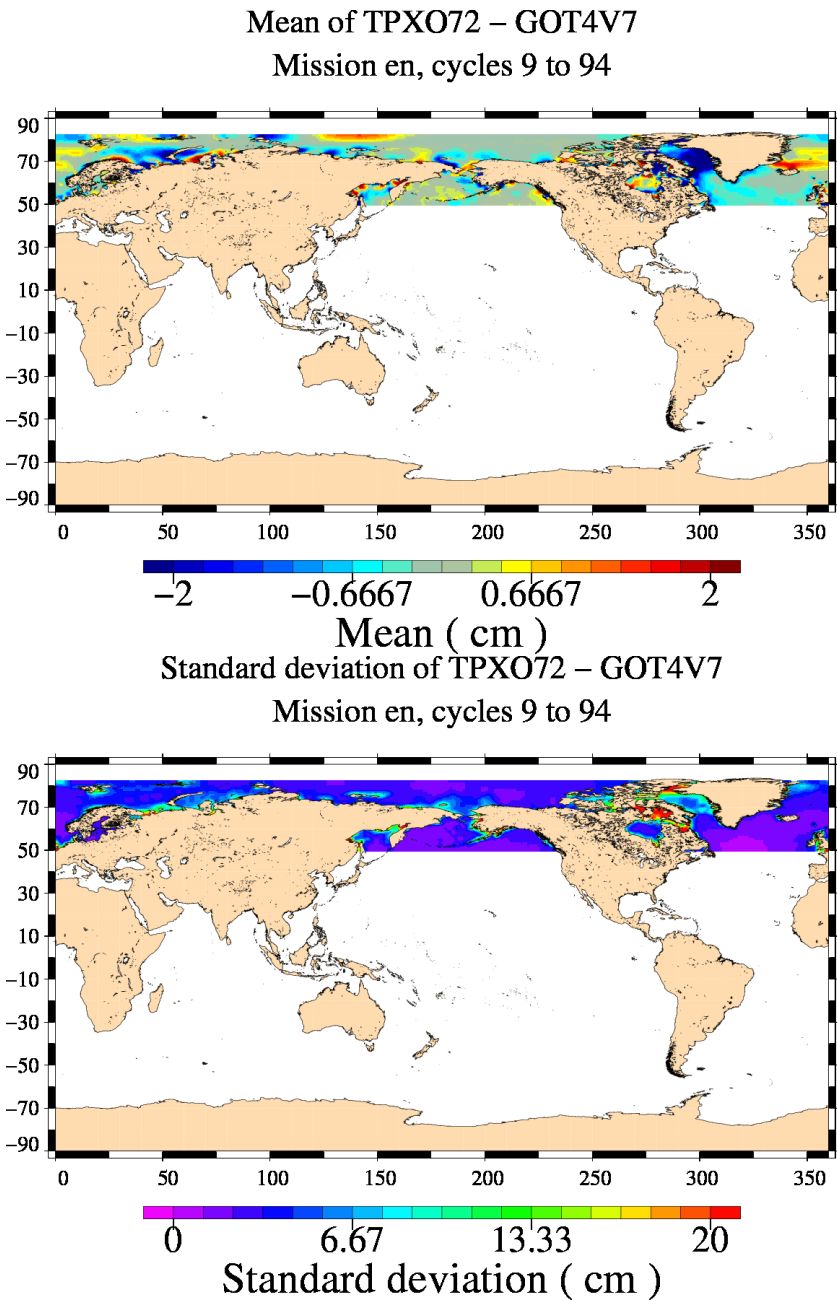 Mean of TPXO72 – GOT4V7
Mission en, cycles 9 to 94
90
70
50
30
10
−10
−30
−50
−70
−90
0 50 100 150 200 250 300 350
−2 −0.6667 0.6667 2
Mean ( cm )
Standard deviation of TPXO72 – GOT4V7
Mission en, cycles 9 to 94
90
70
50
30
10
−10
−30
−50
−70
−90
0 50 100 150 200 250 300 350
0 6.67 13.33 20
Standard deviation ( cm )